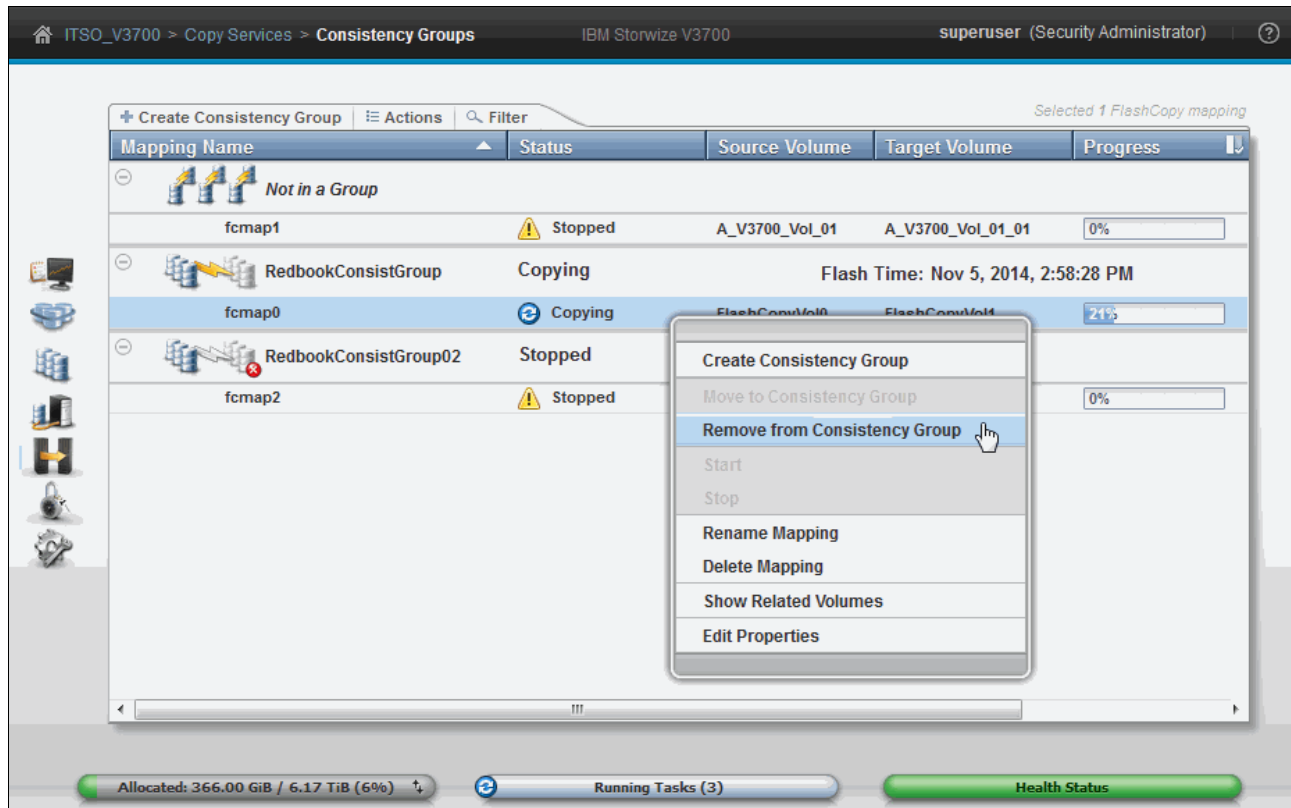 ITSO_V3700 > Copy Services > Consistency Groups IBM Storwize V3700 superuser (Security Administrator) ?
Create Consistency Group Actions Filter Selected 1 FlashCopy mapping
Mapping Name Status Source Volume Target Volume Progress
Not in a Group
fcmap1 Stopped A_V3700_Vol_01 A_V3700_Vol_01_01 0%
RedbookConsistGroup Copying Flash Time: Nov 5, 2014, 2:58:28 PM
fcmap0 Copying FlashCopyVol0 FlashCopyVol1 21%
RedbookConsistGroup02 Stopped
fcmap2 Stopped 0%
Create Consistency Group
Move to Consistency Group
Remove from Consistency Group
Start
Stop
Rename Mapping
Delete Mapping
Show Related Volumes
Edit Properties
Allocated: 366.00 GiB / 6.17 TiB (6%) Running Tasks (3) Health Status